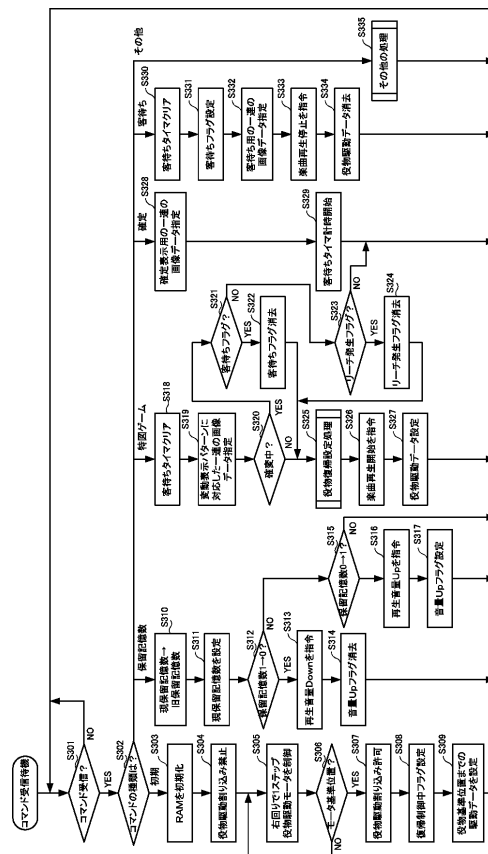 コマンド受信待機
S301
コマンド受信？
NO
YES
S302
コマンドの種類は？
初期
S303
RAMを初期化
S304
役物駆動割り込み禁止
S305
右回りで1ステップ
役物駆動モータを制御
S306
モータ基準位置？
NO
YES
S307
役物駆動割り込み許可
S308
復帰制御中フラグ設定
S309
役物基準位置までの
駆動データを設定
保留記憶数
S310
現保留記憶数→
旧保留記憶数
S311
現保留記憶数を設定
S312
保留記憶数1→0？
NO
YES
S313
再生音量Downを指令
S314
音量Upフラグ消去
S315
保留記憶数0→1？
NO
YES
S316
再生音量Upを指令
S317
音量Upフラグ設定
特図ゲーム
S318
客待ちタイマクリア
S319
変動表示パターンに
対応した一連の画像
データ指定
S320
確変中？
YES
NO
S321
客待ちフラグ？
NO
YES
S322
客待ちフラグ消去
S323
リーチ発生フラグ？
NO
YES
S324
リーチ発生フラグ消去
S325
役物復帰設定処理
S326
楽曲再生開始を指令
S327
役物駆動データ設定
確定
S328
確定表示用の一連の
画像データ指定
S329
客待ちタイマ計時開始
客待ち
S330
客待ちタイマクリア
S331
客待ちフラグ設定
S332
客待ち用の一連の
画像データ指定
S333
楽曲再生停止を指令
S334
役物駆動データ消去
その他
S335
その他の処理